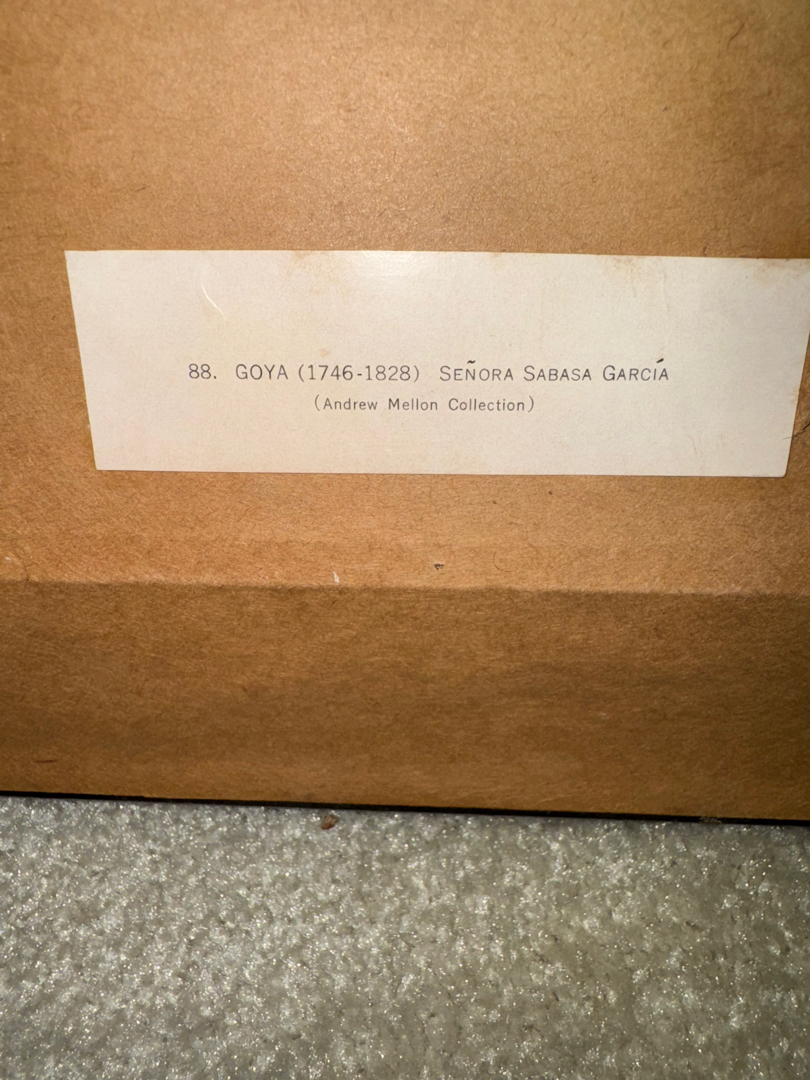 88. GOYA (1746-1828) SEÑORA SABASA GARCÍA
(Andrew Mellon Collection)